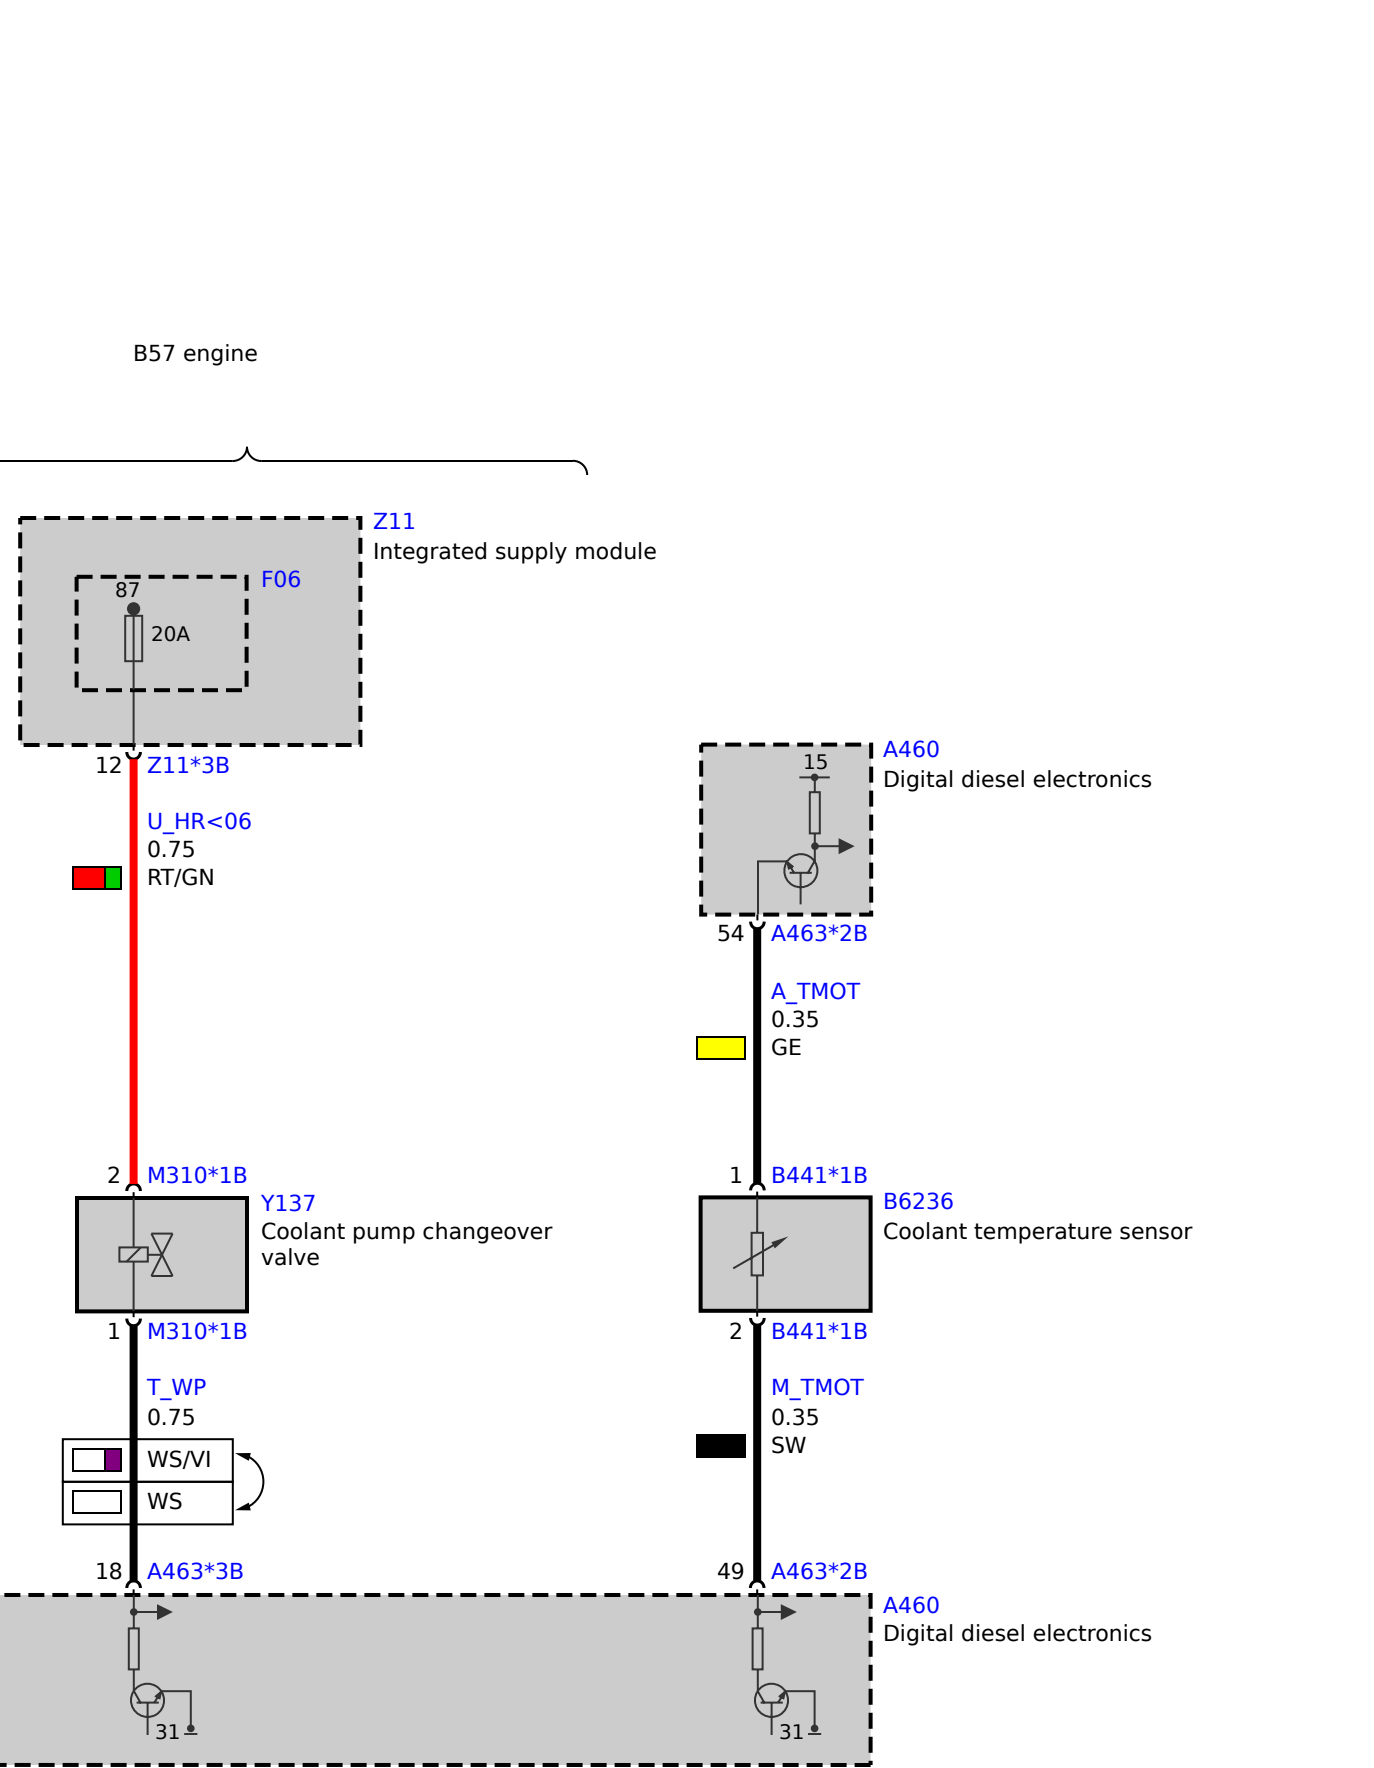 B57 engine
Z11
Integrated supply module
F06
87
20A
12 Z11*3B
U_HR<06
0.75
RT/GN
2 M310*1B
Y137
Coolant pump changeover
valve
1 M310*1B
T_WP
0.75
WS/VI
WS
18 A463*3B
31
A460
Digital diesel electronics
15
54 A463*2B
A_TMOT
0.35
GE
1 B441*1B
B6236
Coolant temperature sensor
2 B441*1B
M_TMOT
0.35
SW
49 A463*2B
A460
Digital diesel electronics
31